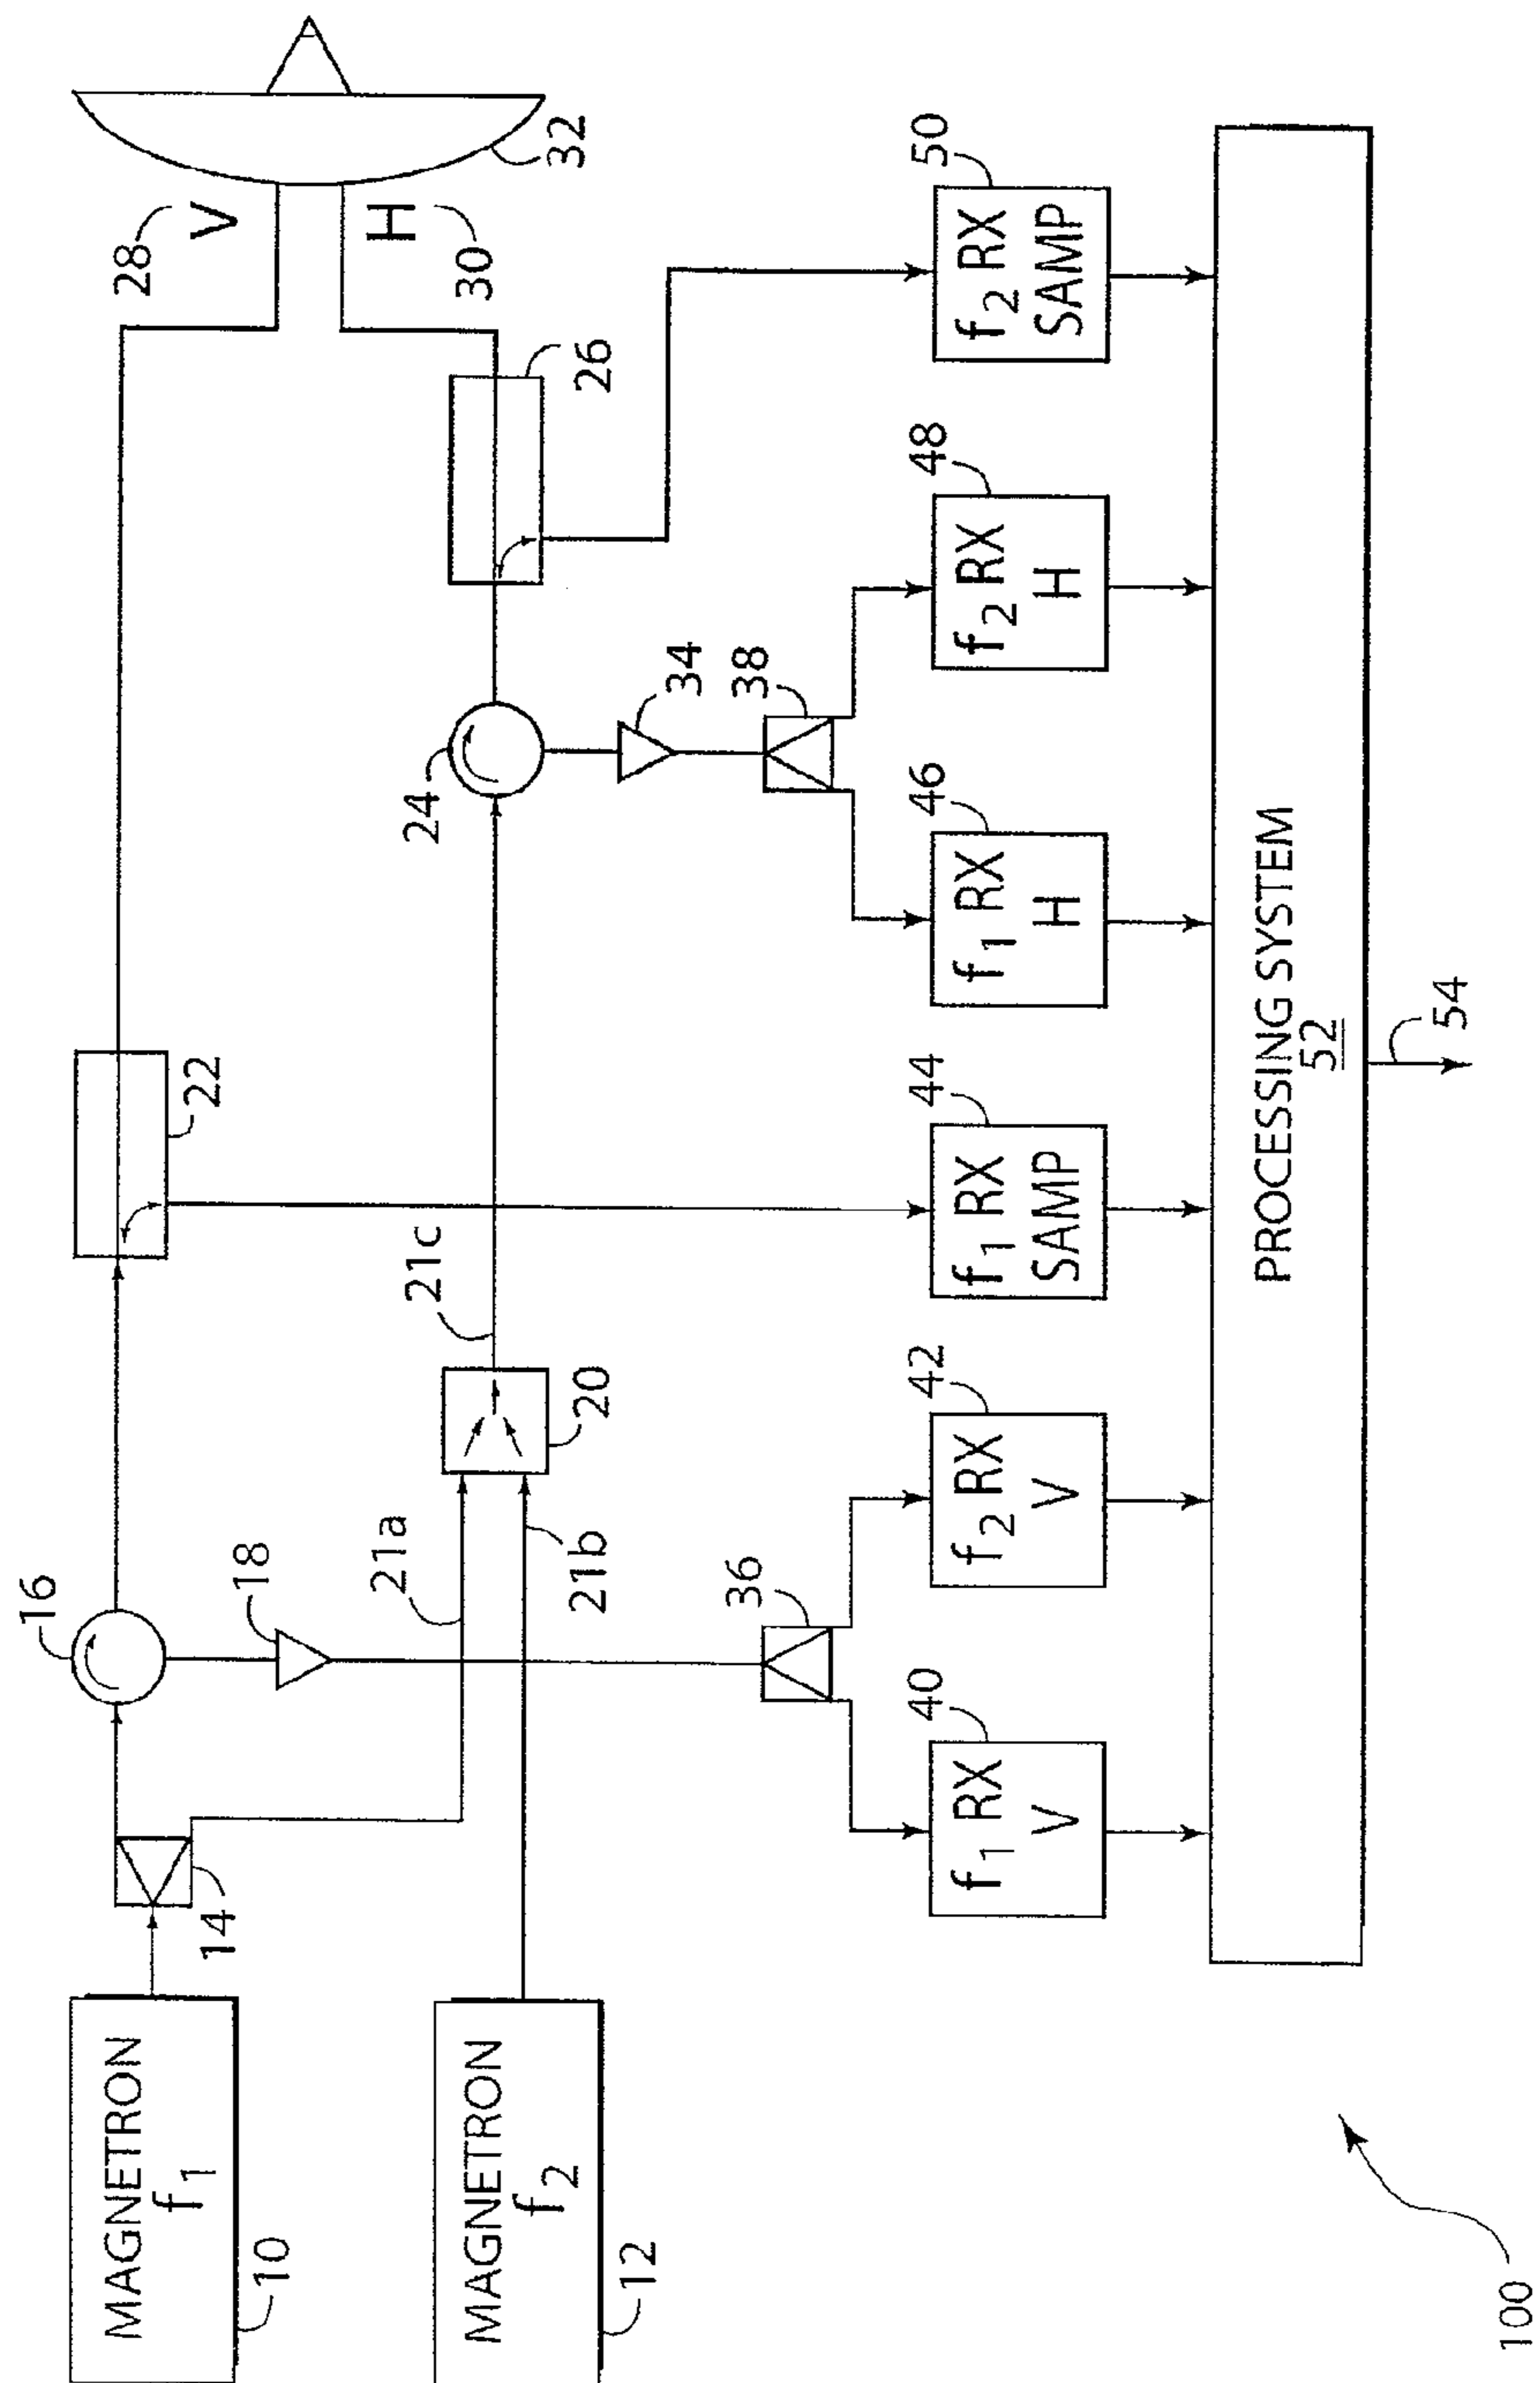 MAGNETRON
f1
10
14
16
18
22
28
V
H
30
32
MAGNETRON
f2
12
21a
21b
20
21c
24
26
34
36
38
40
f1 RX
V
42
f2 RX
V
44
f1 RX
SAMP
46
f1 RX
H
48
f2 RX
H
50
f2 RX
SAMP
PROCESSING SYSTEM
52
54
100